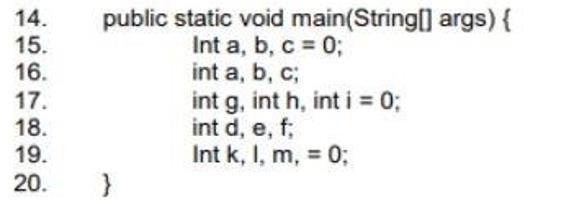 14. public static void main(String[] args) {
15. Int a, b, c = 0;
16. int a, b, c;
17. int g, int h, int i = 0;
18. int d, e, f;
19. Int k, l, m, = 0;
20. }